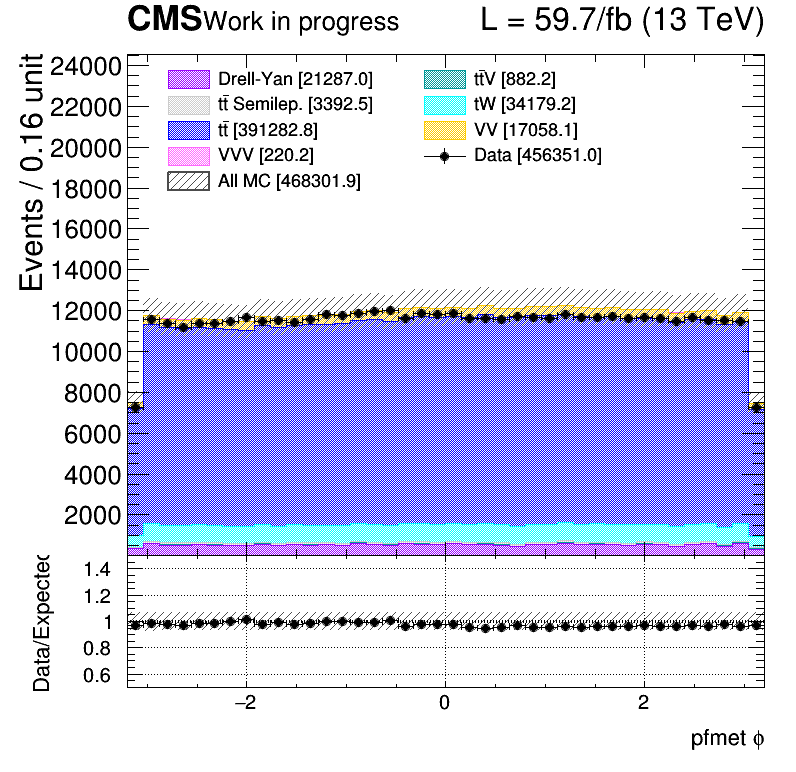 CMS Work in progress L = 59.7/fb (13 TeV)
Events / 0.16 unit
24000
22000
20000
18000
16000
14000
12000
10000
8000
6000
4000
2000
Drell-Yan [21287.0]
tt̄ Semilep. [3392.5]
tt̄ [391282.8]
VVV [220.2]
All MC [468301.9]
tt̄V [882.2]
tW [34179.2]
VV [17058.1]
Data [456351.0]
Data/Expected
1.4
1.2
1
0.8
0.6
−2 0 2
pfmet ϕ